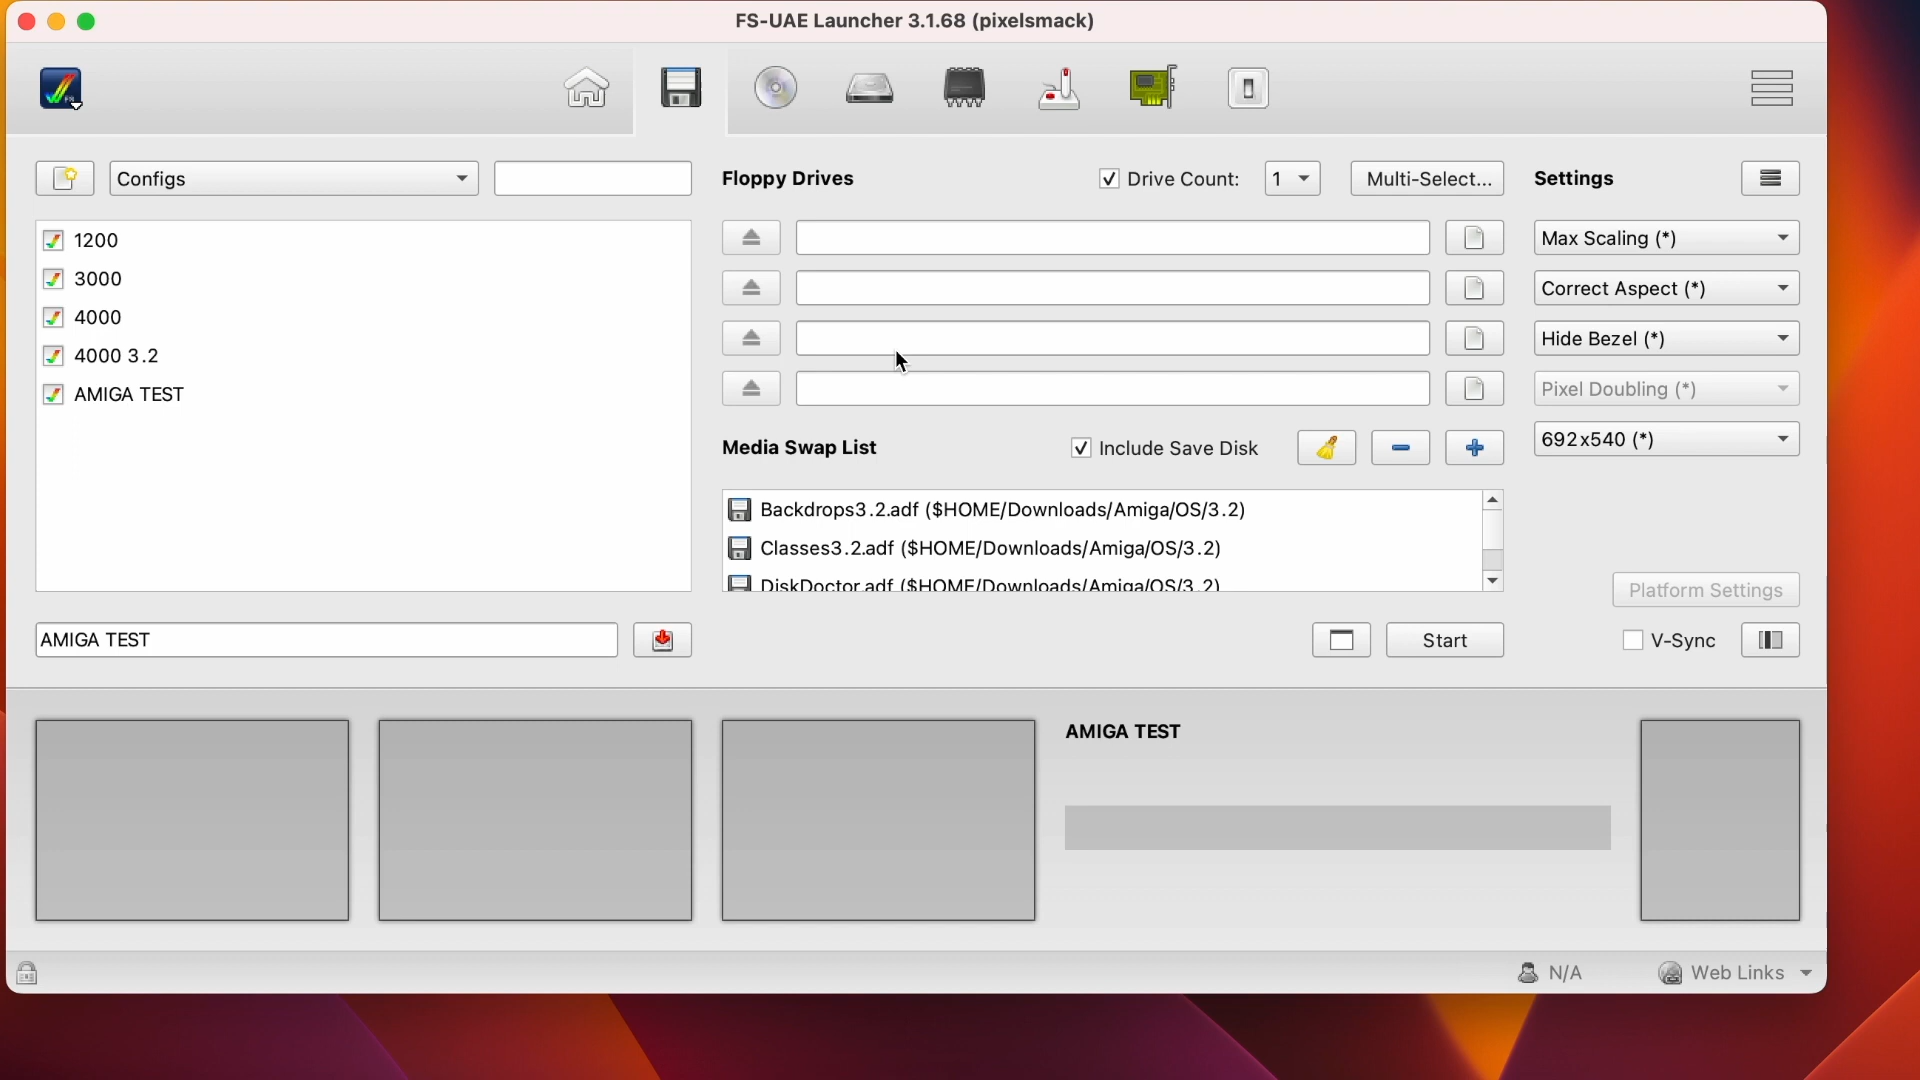 FS-UAE Launcher 3.1.68 (pixelsmack)
Configs
1200
3000
4000
4000 3.2
AMIGA TEST
AMIGA TEST
Floppy Drives
Drive Count:
1
Multi-Select...
Media Swap List
Include Save Disk
Backdrops3.2.adf ($HOME/Downloads/Amiga/OS/3.2)
Classes3.2.adf ($HOME/Downloads/Amiga/OS/3.2)
DiskDoctor.adf ($HOME/Downloads/Amiga/OS/3.2)
Start
Settings
Max Scaling (*)
Correct Aspect (*)
Hide Bezel (*)
Pixel Doubling (*)
692x540 (*)
Platform Settings
V-Sync
AMIGA TEST
N/A
Web Links